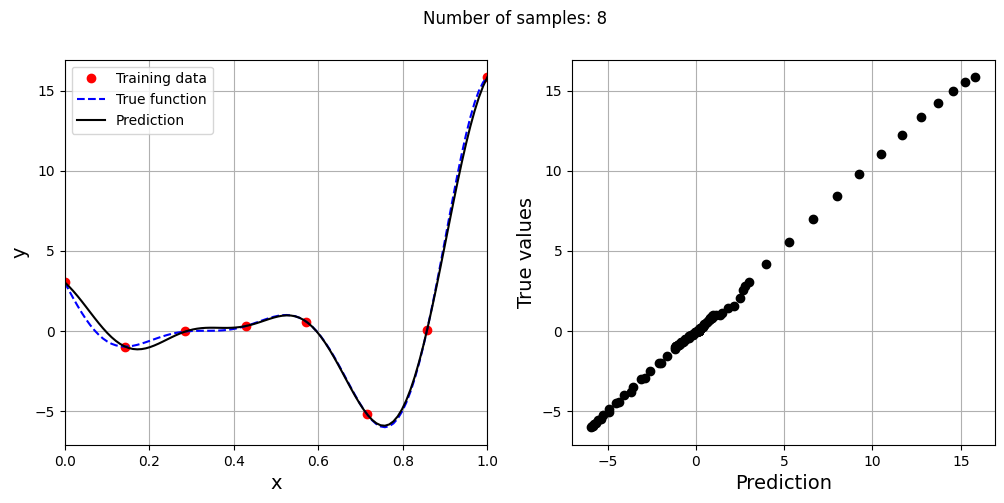 Number of samples: 8
Training data
True function
Prediction
15
10
5
0
−5
0.0 0.2 0.4 0.6 0.8 1.0
x
y
15
10
5
0
−5
−5 0 5 10 15
Prediction
True values